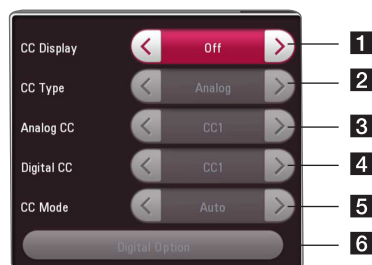 CC Display Off 1
CC Type Analog 2
Analog CC CC1 3
Digital CC CC1 4
CC Mode Auto 5
Digital Option 6